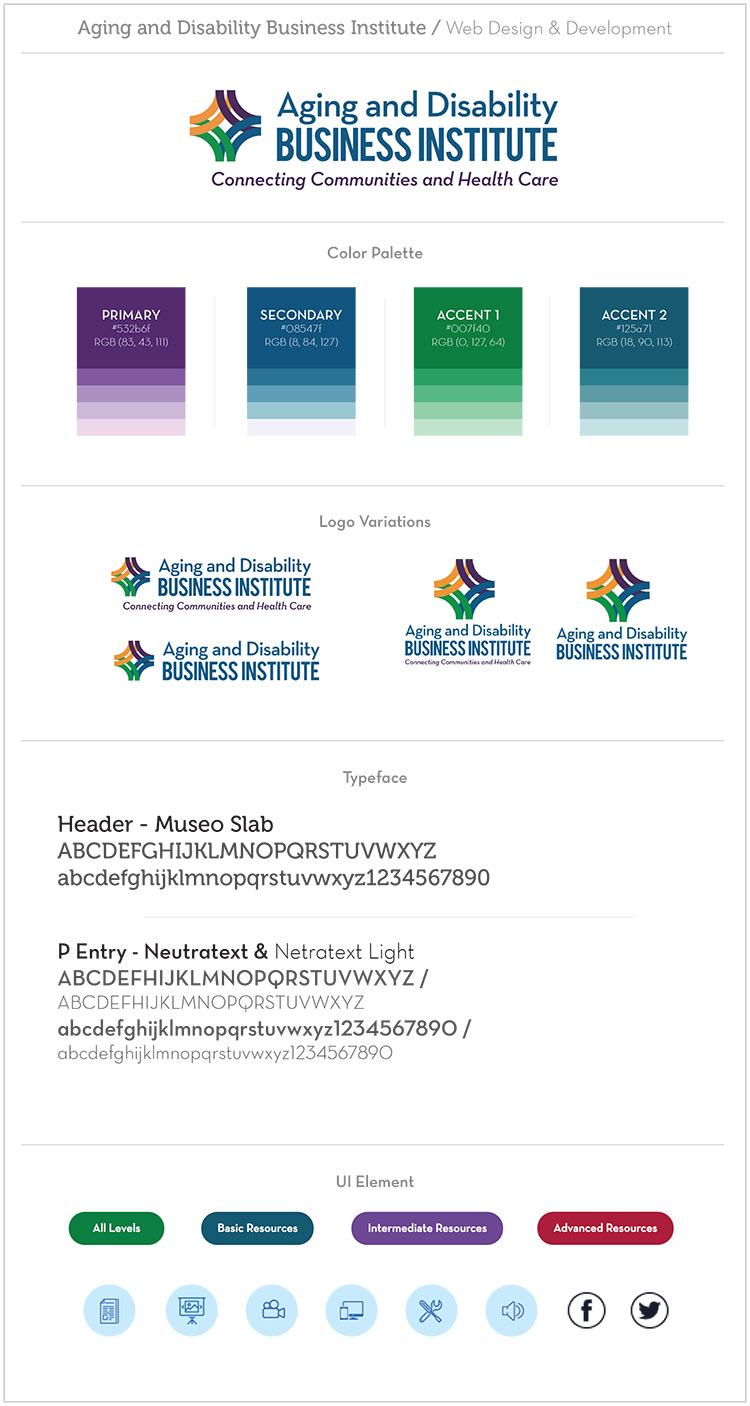 Aging and Disability Business Institute / Web Design & Development
Aging and Disability
BUSINESS INSTITUTE
Connecting Communities and Health Care
Color Palette
PRIMARY
#532b6f
RGB (83, 43, 111)
SECONDARY
#08547f
RGB (8, 84, 127)
ACCENT 1
#007f40
RGB (0, 127, 64)
ACCENT 2
#125a71
RGB (18, 90, 113)
Logo Variations
Aging and Disability
BUSINESS INSTITUTE
Connecting Communities and Health Care
Aging and Disability
BUSINESS INSTITUTE
Aging and Disability
BUSINESS INSTITUTE
Connecting Communities and Health Care
Aging and Disability
BUSINESS INSTITUTE
Typeface
Header - Museo Slab
ABCDEFGHIJKLMNOPQRSTUVWXYZ
abcdefghijklmnopqrstuvwxyz1234567890
P Entry - Neutratext & Netratext Light
ABCDEFHIJKLMNOPQRSTUVWXYZ /
ABCDEFHIJKLMNOPQRSTUVWXYZ
abcdefghijklmnopqrstuvwxyz1234567890 /
abcdefghijklmnopqrstuvwxyz1234567890
UI Element
All Levels
Basic Resources
Intermediate Resources
Advanced Resources